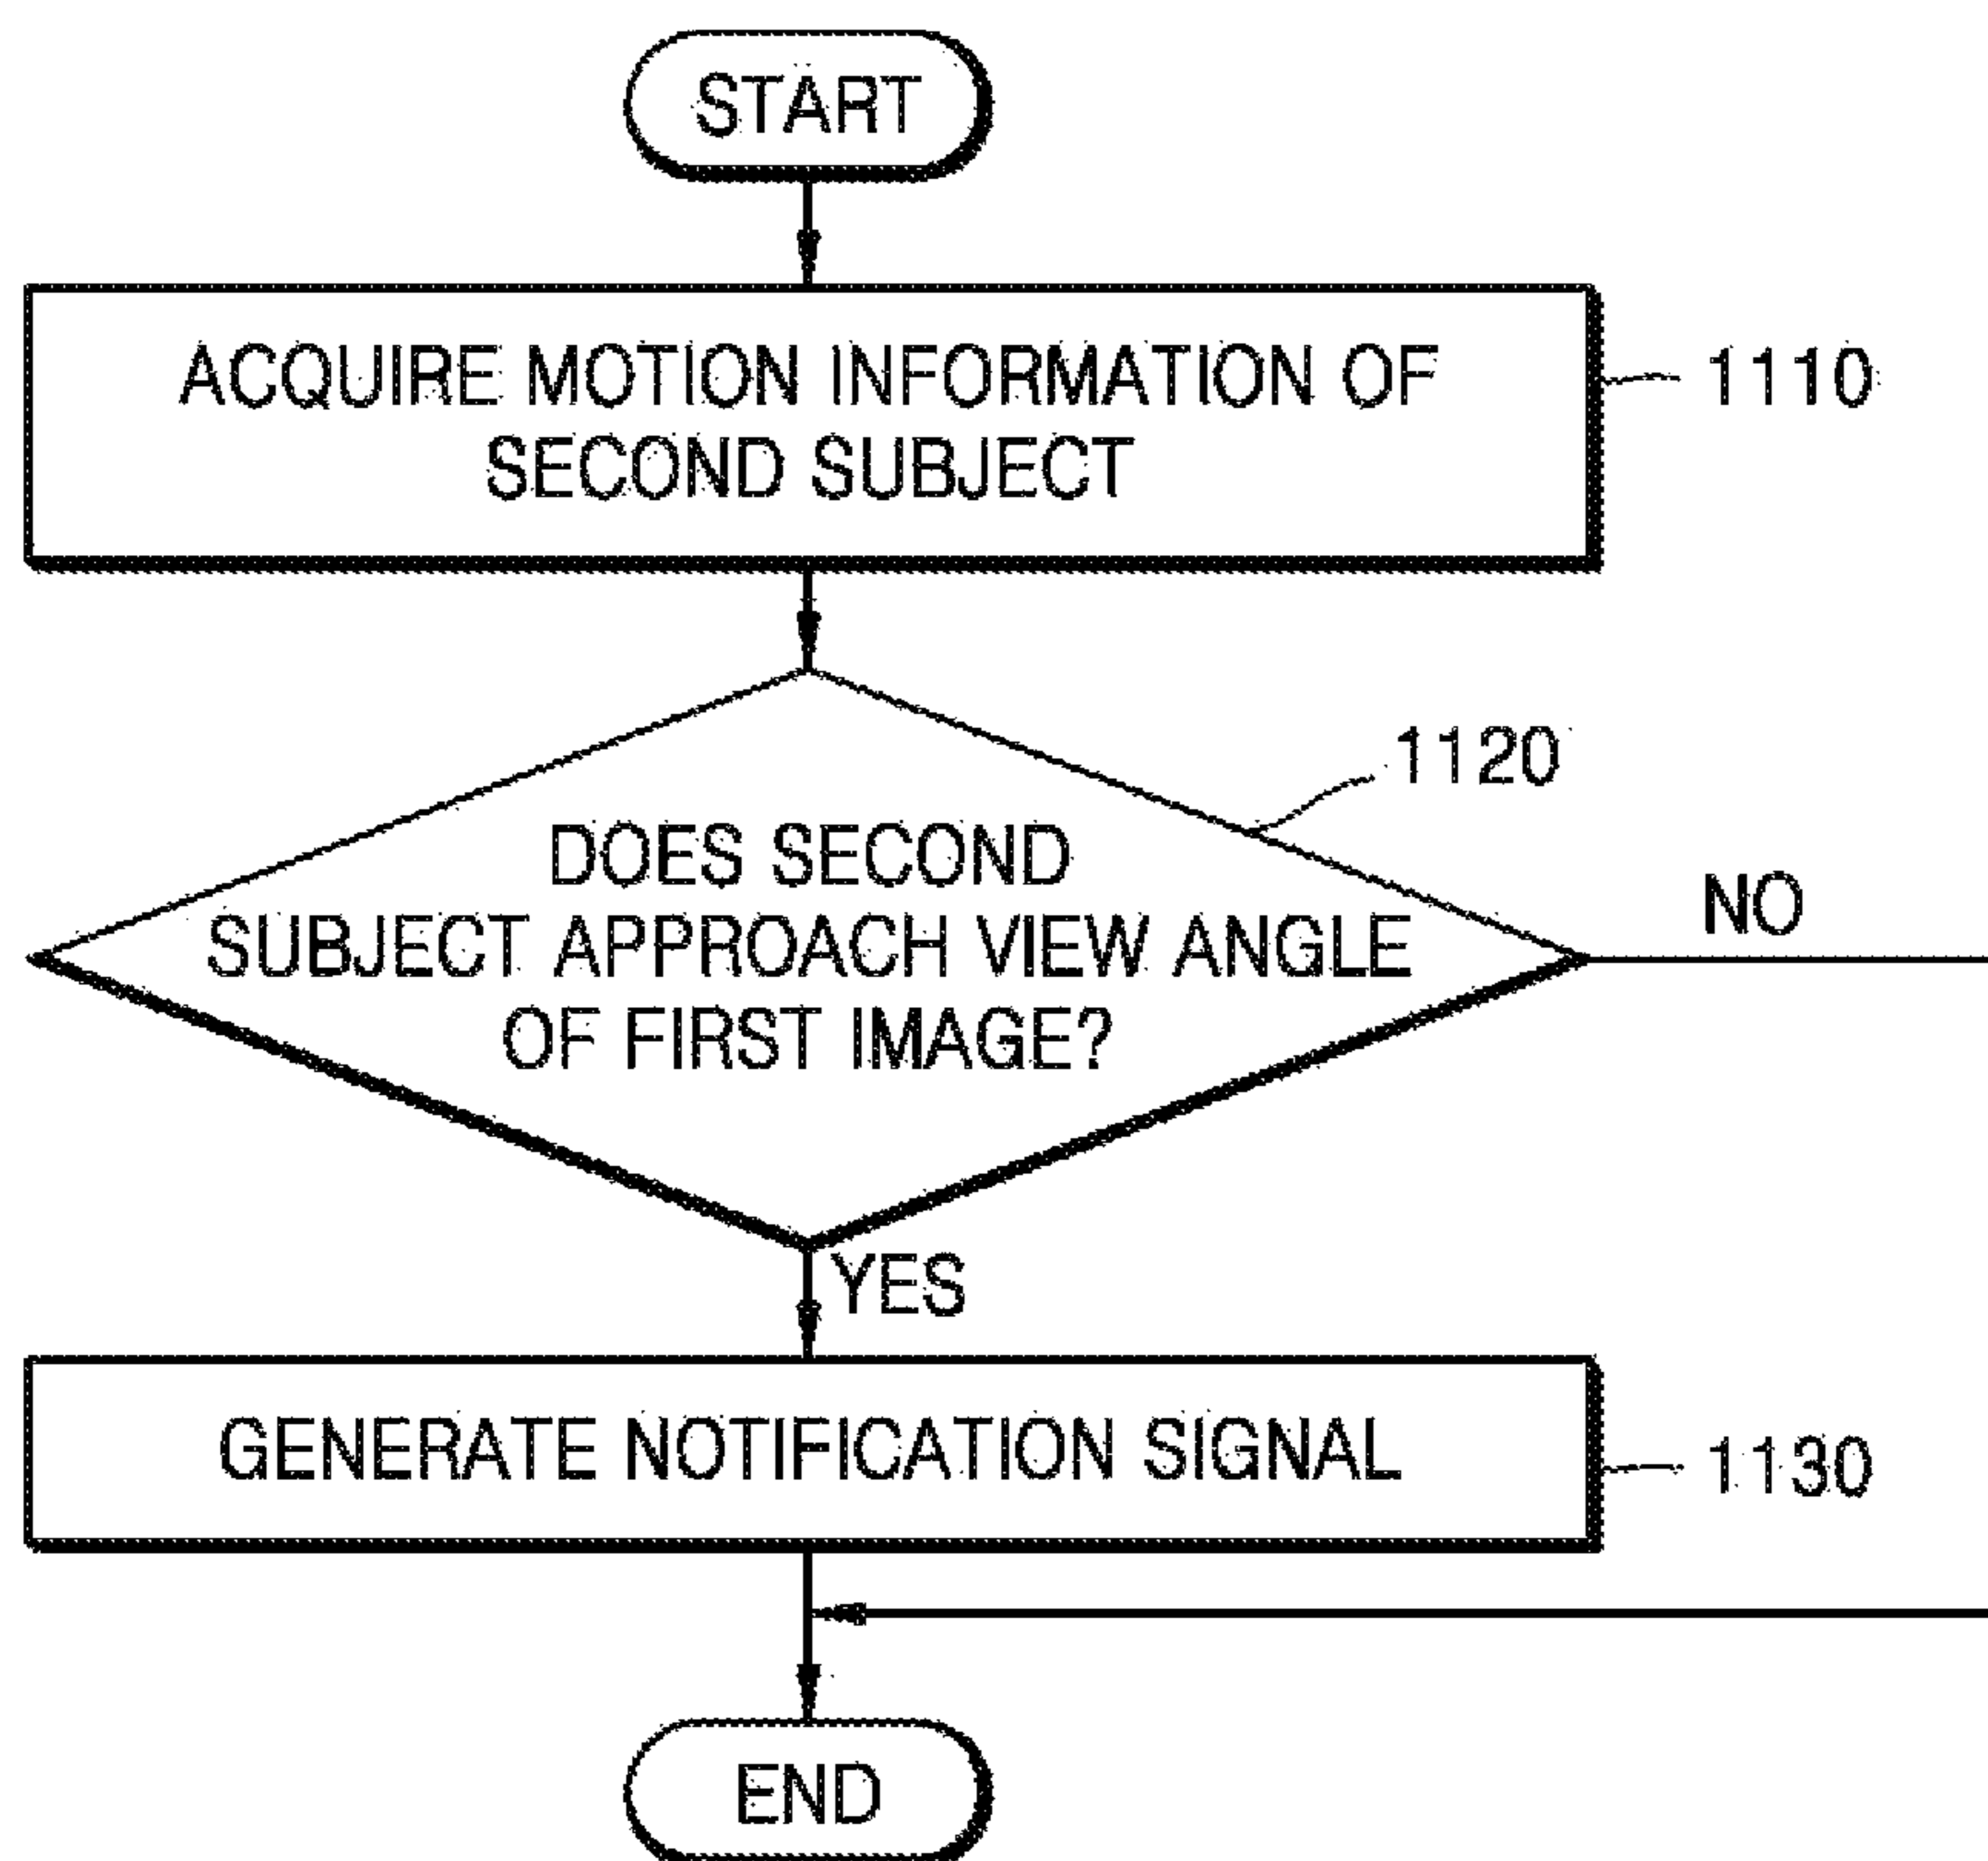 START
ACQUIRE MOTION INFORMATION OF
SECOND SUBJECT
1110
1120
DOES SECOND
SUBJECT APPROACH VIEW ANGLE
OF FIRST IMAGE?
NO
YES
GENERATE NOTIFICATION SIGNAL
1130
END